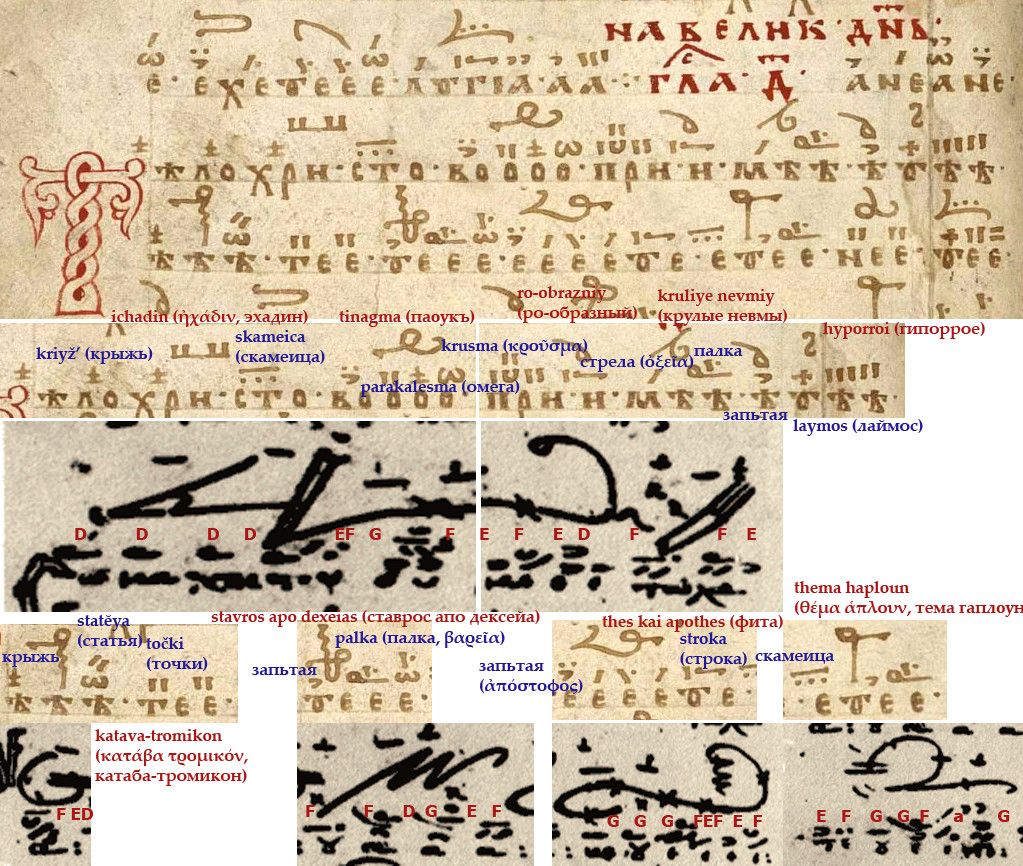 НА ВЕЛИК ДН҃Ь
Е · Е Х Е Т Е Е Е Λ Ѹ Г І А · Λ Λ · ГЛА · Д҃ · А Н Е А Н Е ·
Т Ѣ Л О Х Р Н · С Т О · В О О О О · П Р И · Н · М Ѣ Ѣ · Ѣ · Ѣ · Т Ѣ · Ѣ ·
Ѣ · Ѣ · Ѣ · Т Е · Е · Е · Е · Е · Е · Е Е Е Е Е Е · Е · Т Е Е · Н Е Е · Т Е Е ·
ichadin (ἠχάδιν, эхадин)
tinagma (паоукъ)
ro-obrazniy
(ро-образный)
kruliye nevmiy
(крулые невмы)
hyporroi (гипоррое)
kriyž’ (крыжь)
skameica
(скамеица)
krusma (κροῦσμα)
стрела (ὀξεῖα)
палка
parakalesma (омега)
запьтая
laymos (лаймос)
D D D D EF G F E F E D F F E
thema haploun
(θέμα ἁπλουν, тема гаплоун
statěya
(статья)
stavros apo dexeias (ставрос апо дексейа)
thes kai apothes (фита)
крыжь
točki
(точки)
запьтая
palka (палка, βαρεῖα)
запьтая
(ἀπόστοφος)
stroka
(строка)
скамеица
katava-tromikon
(κατάβα τρομικόν,
катаба-тромикон)
F ED F F D G E F G G G FEF E F E F G G F a G